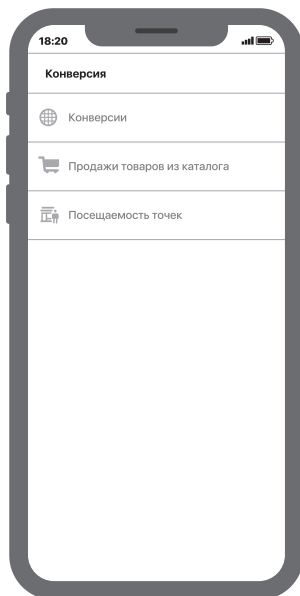 18:20
Конверсия
Конверсии
Продажи товаров из каталога
Посещаемость точек